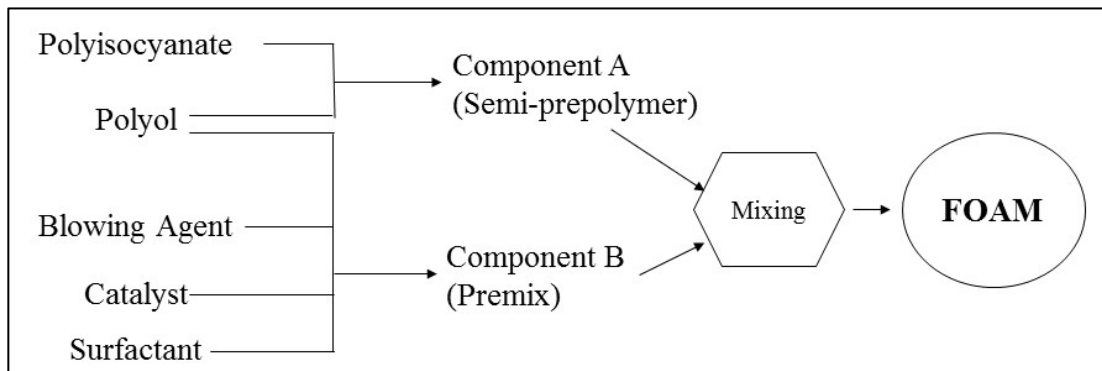 Polyisocyanate
Polyol
Blowing Agent
Catalyst
Surfactant
Component A
(Semi-prepolymer)
Component B
(Premix)
Mixing
FOAM